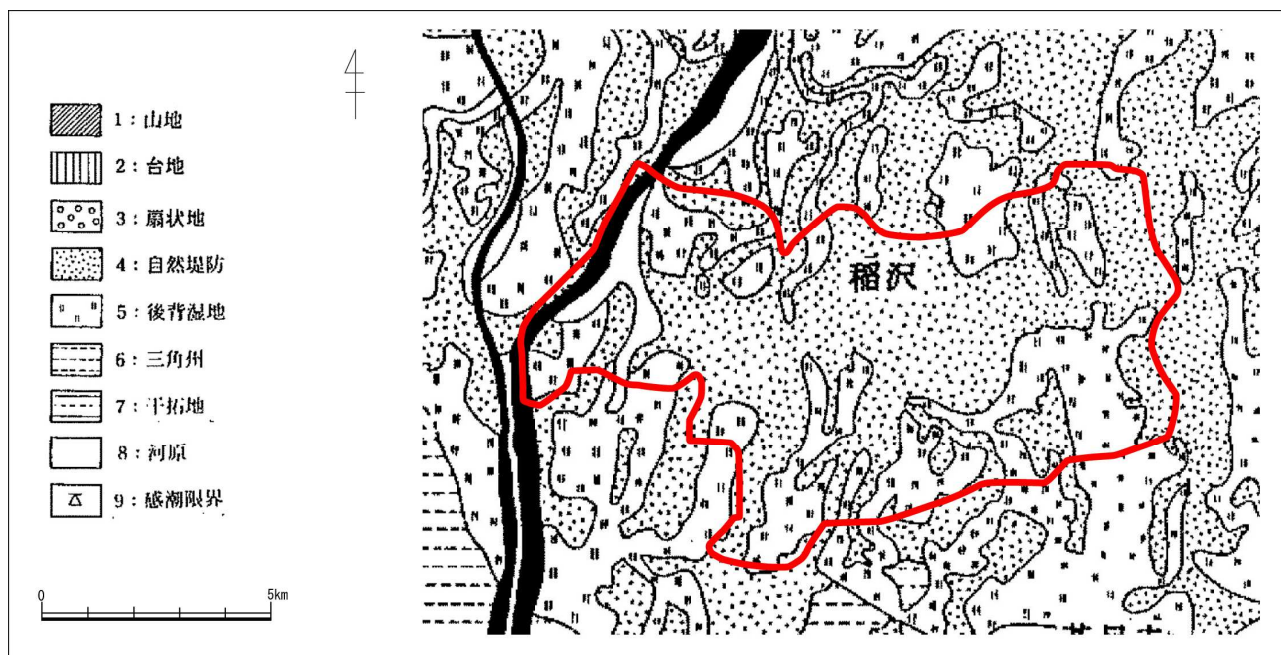 1：山地
2：台地
3：扇状地
4：自然堤防
5：後背湿地
6：三角州
7：干拓地
8：河原
9：感潮限界
0 5km
稲沢